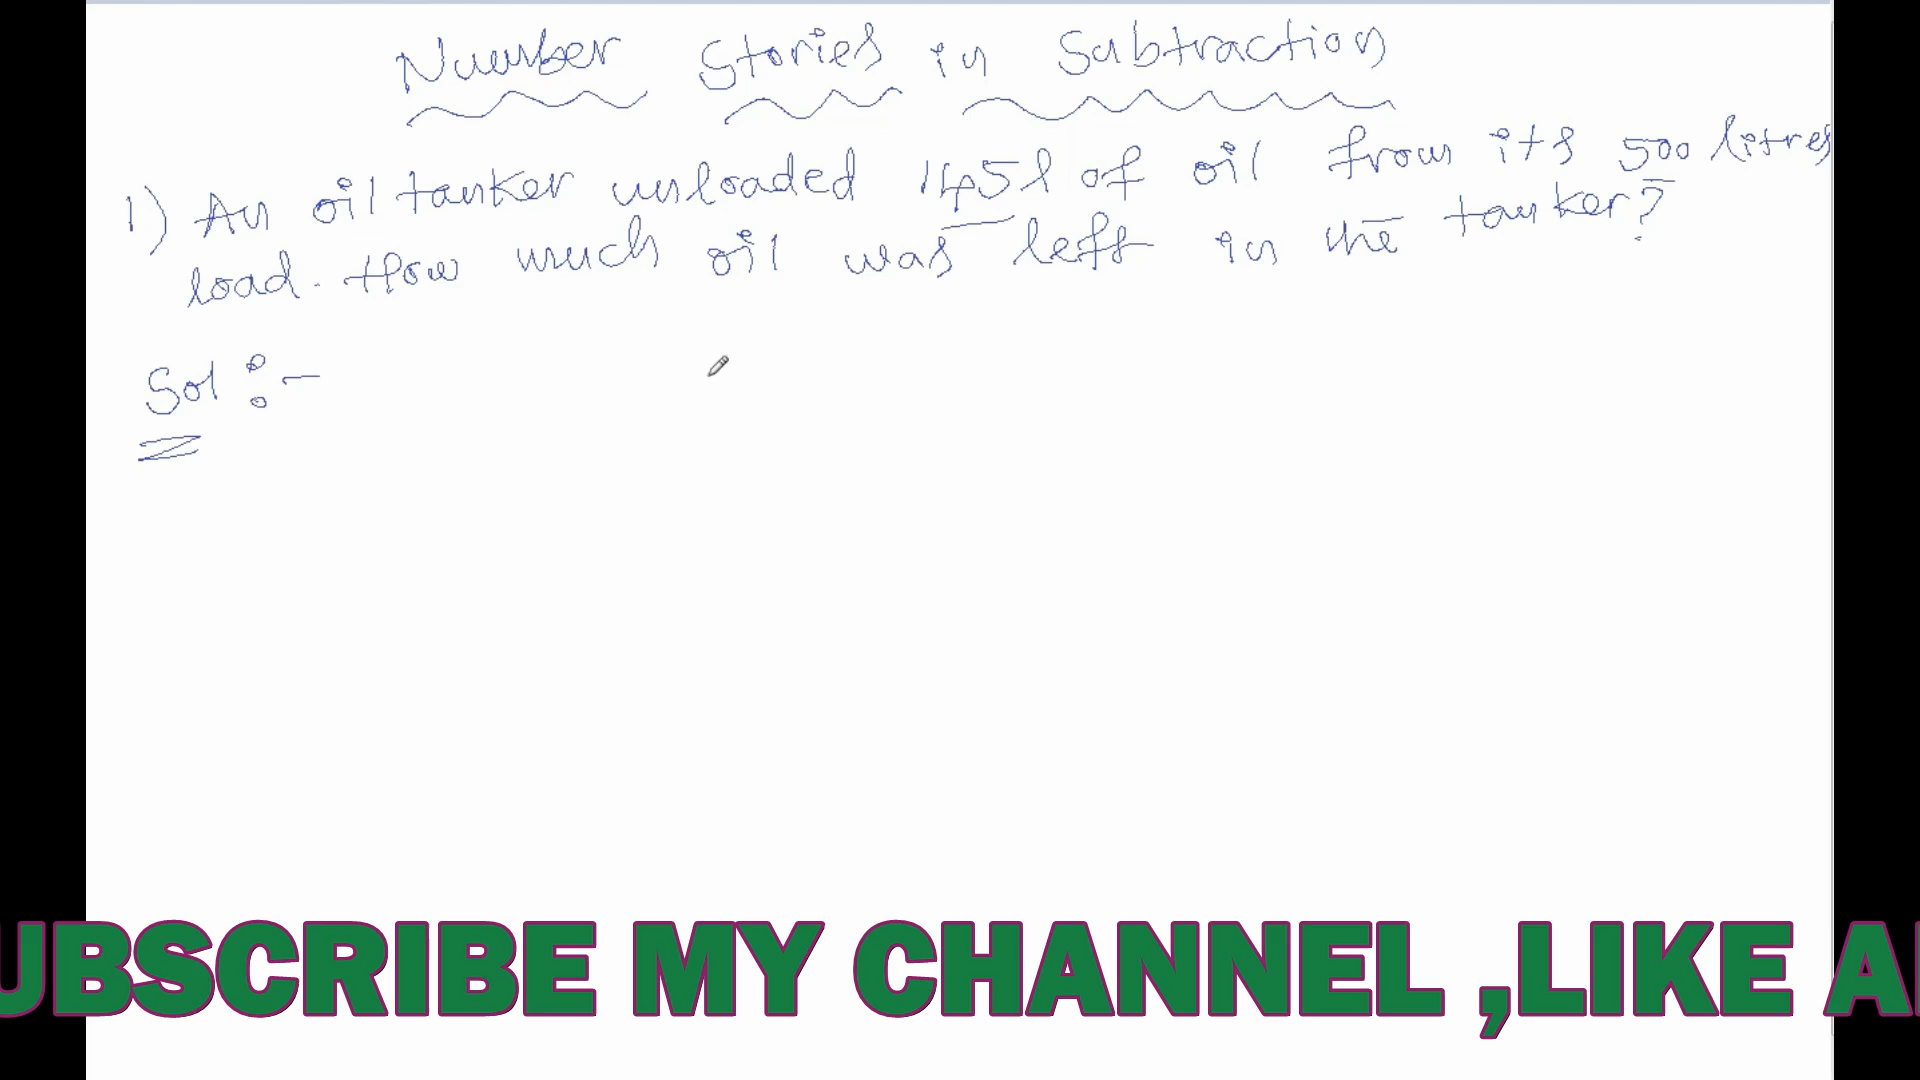 Number Stories in Subtraction
1) An oil tanker unloaded 145l of oil from its 500 litres
load. How much oil was left in the tanker?
Sol :-
UBSCRIBE MY CHANNEL ,LIKE A